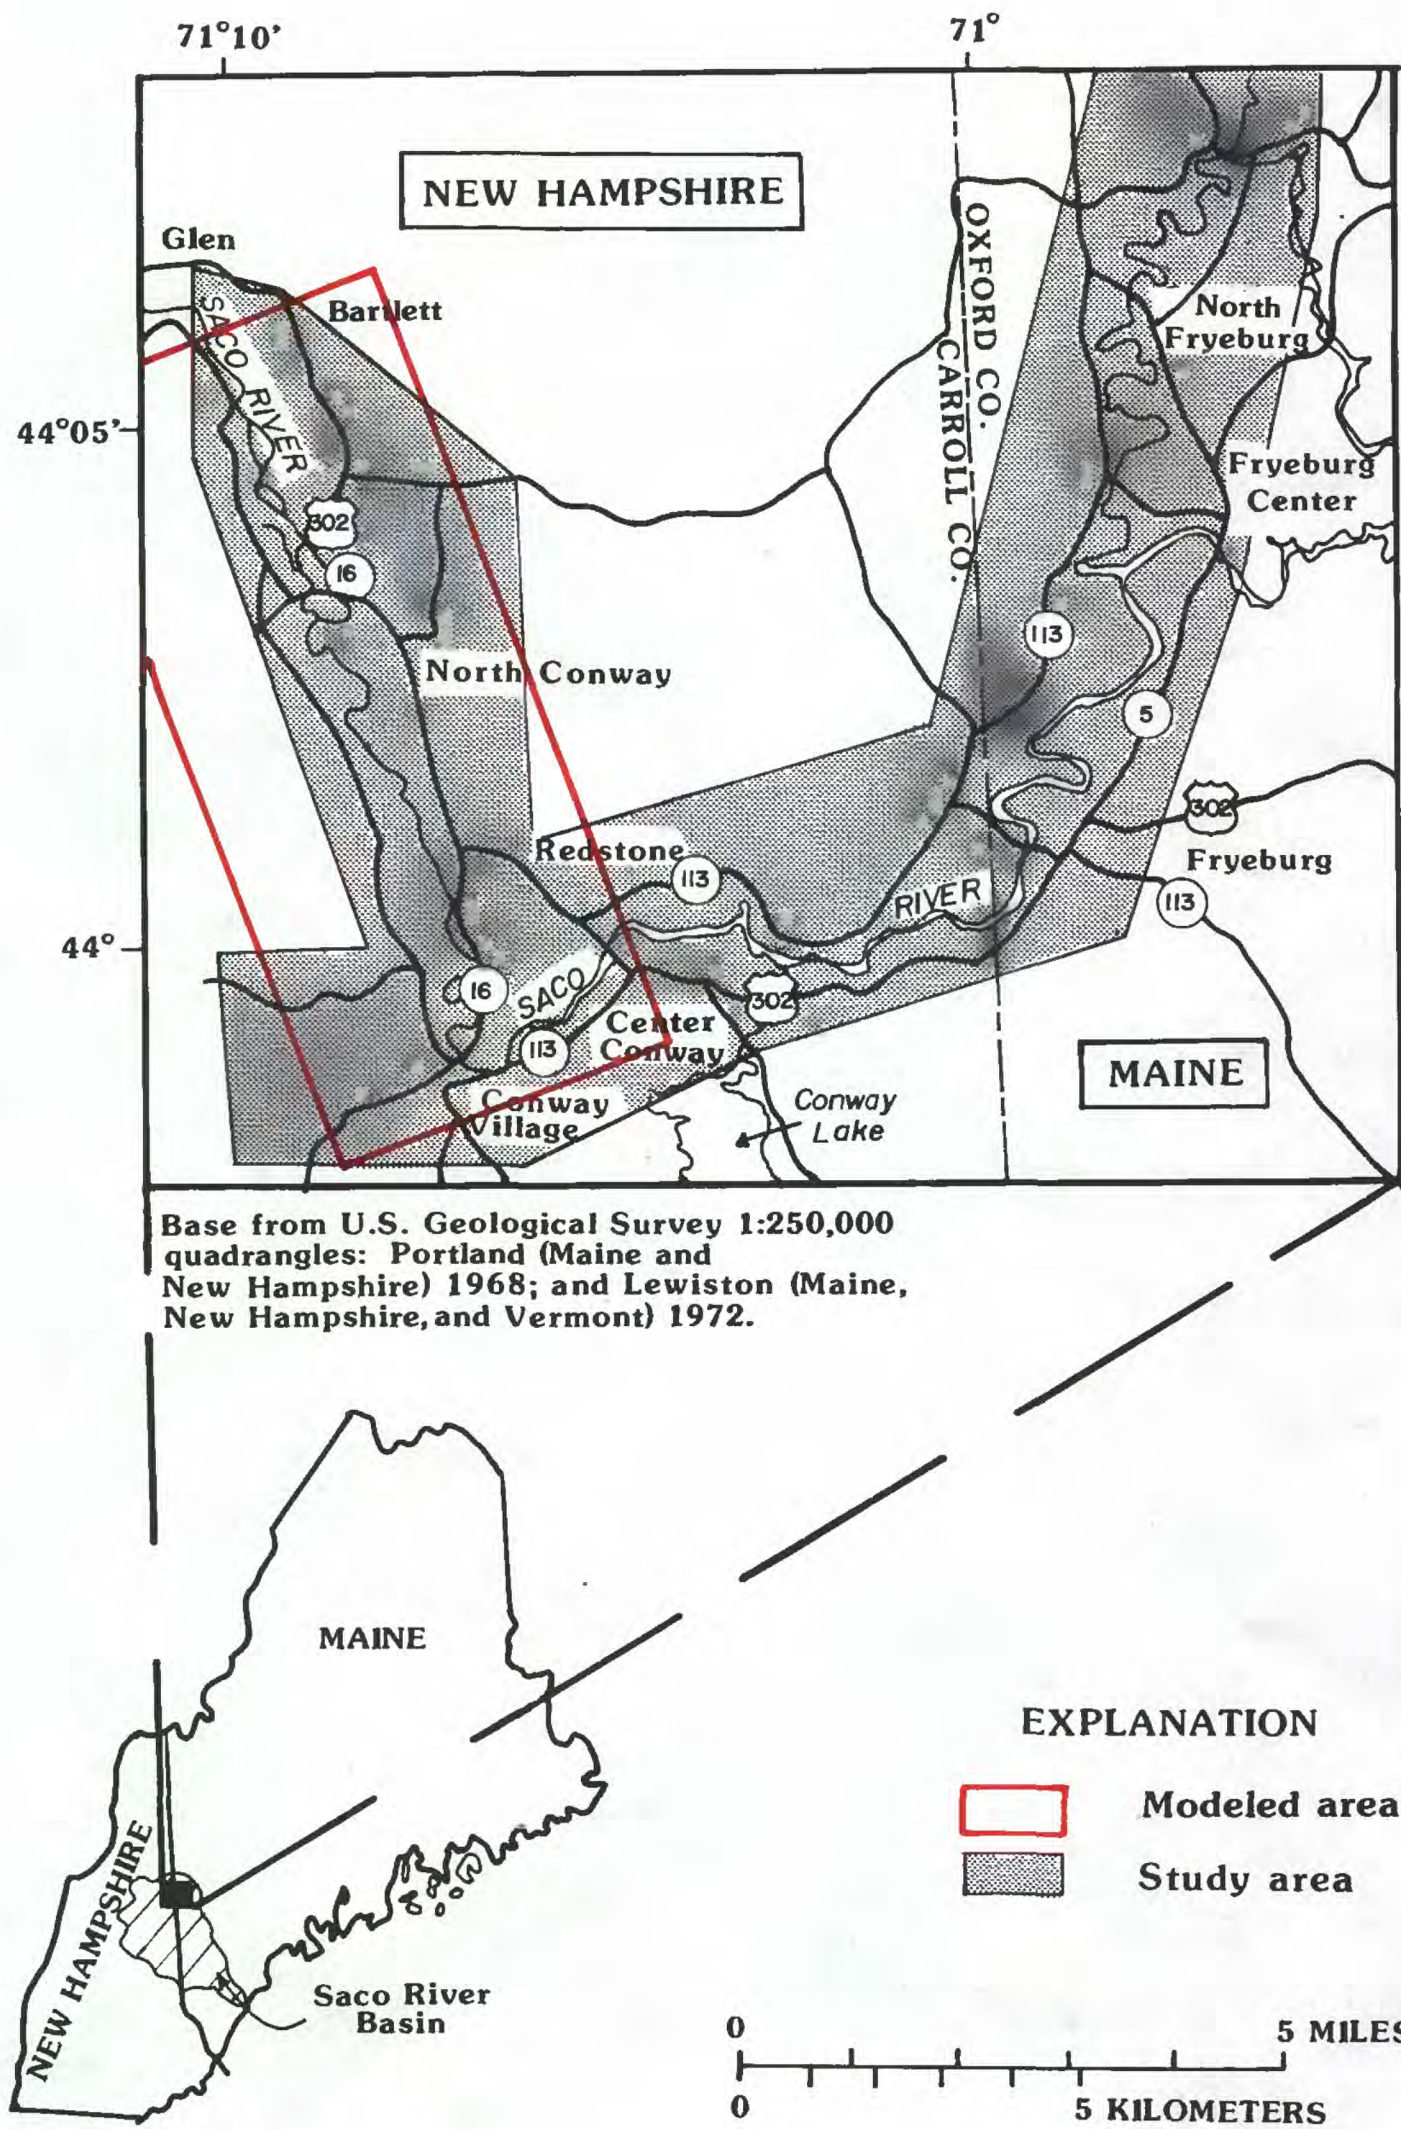 71°10'
71°
NEW HAMPSHIRE
Glen
Bartlett
SACO RIVER
OXFORD CO.
CARROLL CO.
North
Fryeburg
44°05'
Fryeburg
Center
302
16
113
North Conway
5
302
Redstone
113
Fryeburg
RIVER
113
44°
16
SACO
302
Center
Conway
113
MAINE
Conway
Village
Conway
Lake
Base from U.S. Geological Survey 1:250,000
quadrangles: Portland (Maine and
New Hampshire) 1968; and Lewiston (Maine,
New Hampshire, and Vermont) 1972.
MAINE
EXPLANATION
Modeled area
Study area
NEW HAMPSHIRE
Saco River
Basin
0 5 MILES
0 5 KILOMETERS